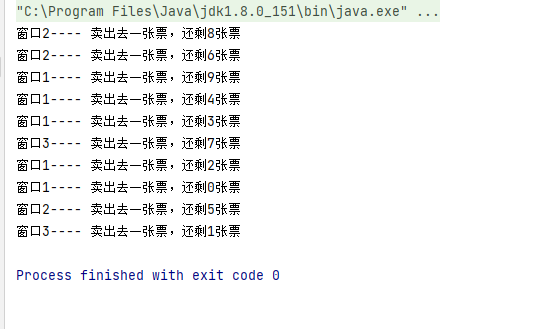 "C:\Program Files\Java\jdk1.8.0_151\bin\java.exe" ...
窗口2---- 卖出去一张票，还剩8张票
窗口2---- 卖出去一张票，还剩6张票
窗口1---- 卖出去一张票，还剩9张票
窗口1---- 卖出去一张票，还剩4张票
窗口1---- 卖出去一张票，还剩3张票
窗口3---- 卖出去一张票，还剩7张票
窗口1---- 卖出去一张票，还剩2张票
窗口1---- 卖出去一张票，还剩0张票
窗口2---- 卖出去一张票，还剩5张票
窗口3---- 卖出去一张票，还剩1张票
Process finished with exit code 0